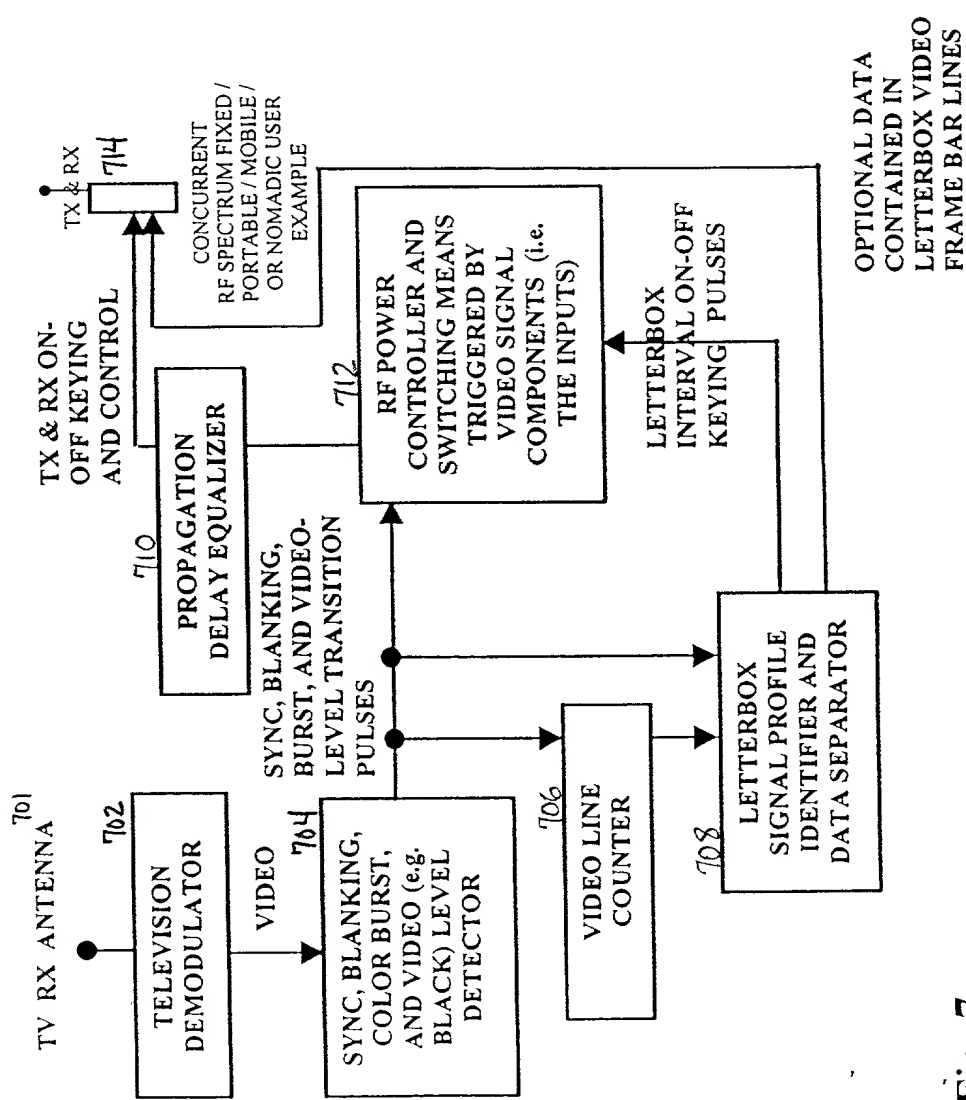 TV RX ANTENNA 701
702
TELEVISION
DEMODULATOR
VIDEO
704
SYNC, BLANKING,
COLOR BURST,
AND VIDEO (e.g.
BLACK) LEVEL
DETECTOR
SYNC, BLANKING,
BURST, AND VIDEO-
LEVEL TRANSITION
PULSES
706
VIDEO LINE
COUNTER
708
LETTERBOX
SIGNAL PROFILE
IDENTIFIER AND
DATA SEPARATOR
710
PROPAGATION
DELAY EQUALIZER
TX & RX ON-
OFF KEYING
AND CONTROL
712
RF POWER
CONTROLLER AND
SWITCHING MEANS
TRIGGERED BY
VIDEO SIGNAL
COMPONENTS (i.e.
THE INPUTS)
LETTERBOX
INTERVAL ON-OFF
KEYING PULSES
TX & RX
714
CONCURRENT
RF SPECTRUM FIXED /
PORTABLE / MOBILE /
OR NOMADIC USER
EXAMPLE
OPTIONAL DATA
CONTAINED IN
LETTERBOX VIDEO
FRAME BAR LINES
Fig. 7